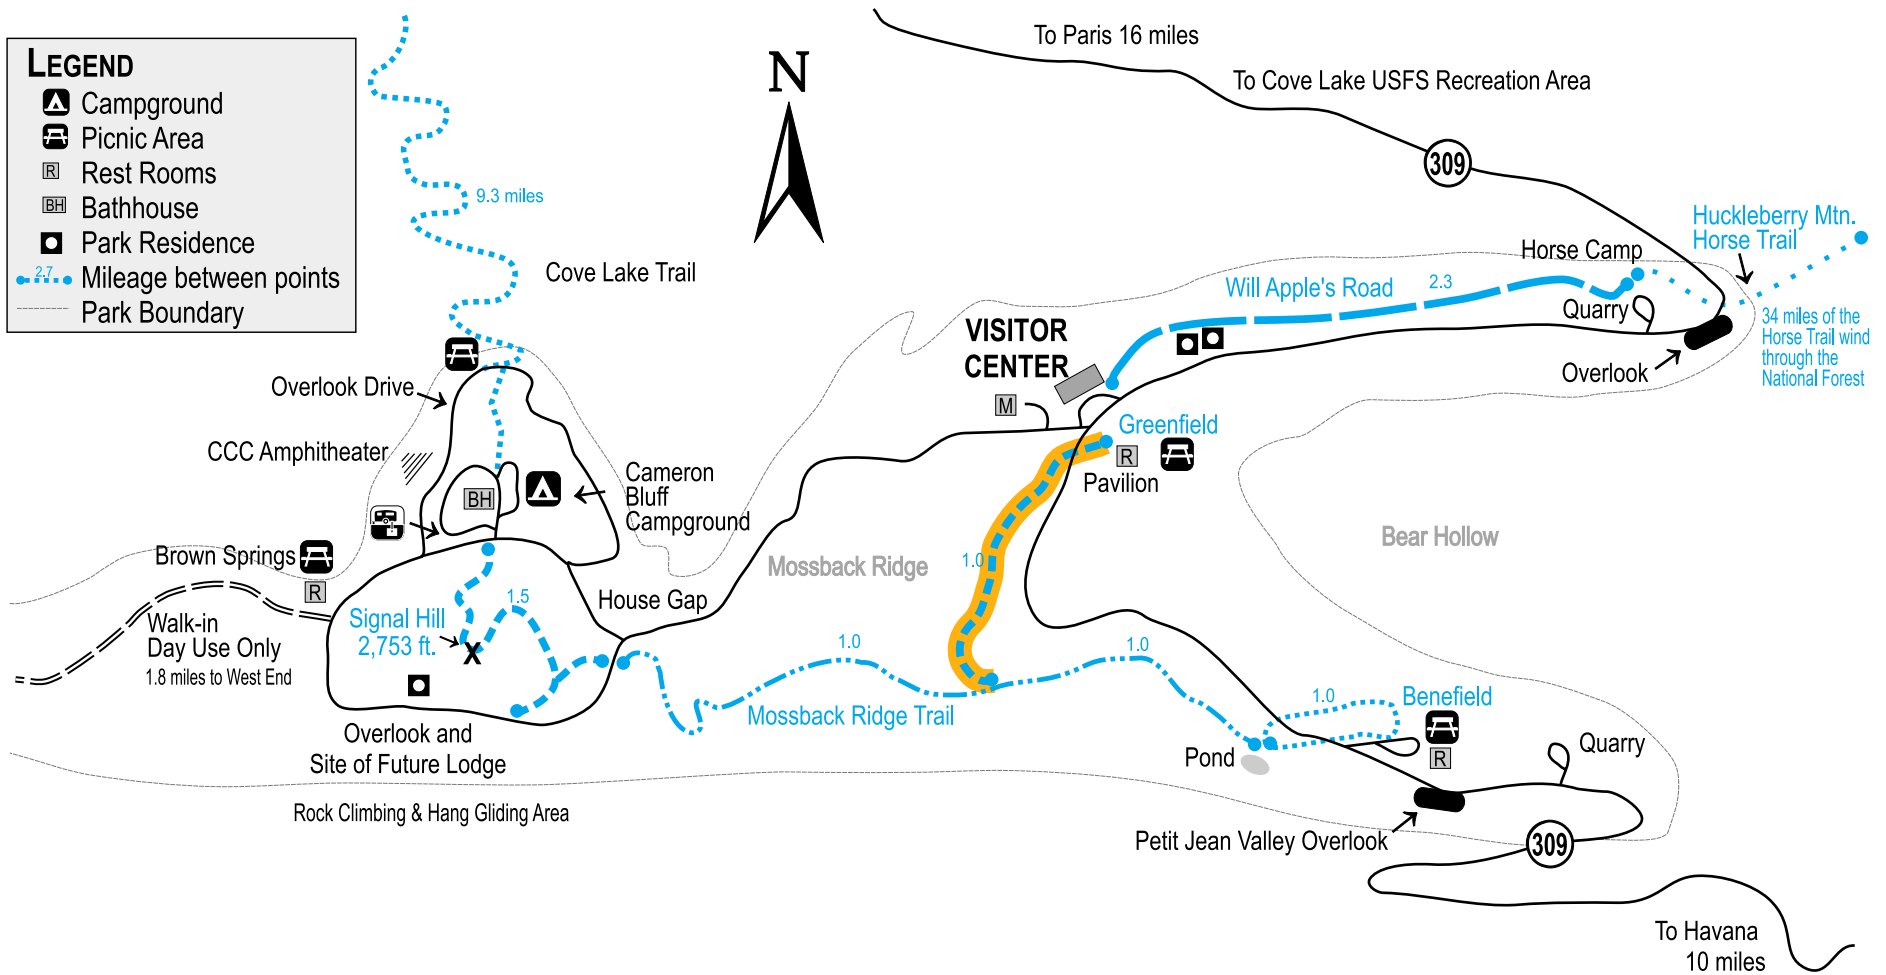 LEGEND
Campground
Picnic Area
R Rest Rooms
BH Bathhouse
Park Residence
2.7 Mileage between points
Park Boundary
N
To Paris 16 miles
To Cove Lake USFS Recreation Area
309
9.3 miles
Cove Lake Trail
Huckleberry Mtn.
Horse Trail
Horse Camp
Will Apple's Road
2.3
Quarry
34 miles of the
Horse Trail wind
through the
National Forest
Overlook
VISITOR
CENTER
M
Greenfield
R
Pavilion
Overlook Drive
CCC Amphitheater
BH
Cameron
Bluff
Campground
Bear Hollow
Mossback Ridge
1.0
Brown Springs
R
House Gap
Walk-in
Day Use Only
1.8 miles to West End
Signal Hill
2,753 ft.
X
1.5
1.0
1.0
Mossback Ridge Trail
1.0
Benefield
R
Overlook and
Site of Future Lodge
Pond
Quarry
Rock Climbing & Hang Gliding Area
Petit Jean Valley Overlook
309
To Havana
10 miles